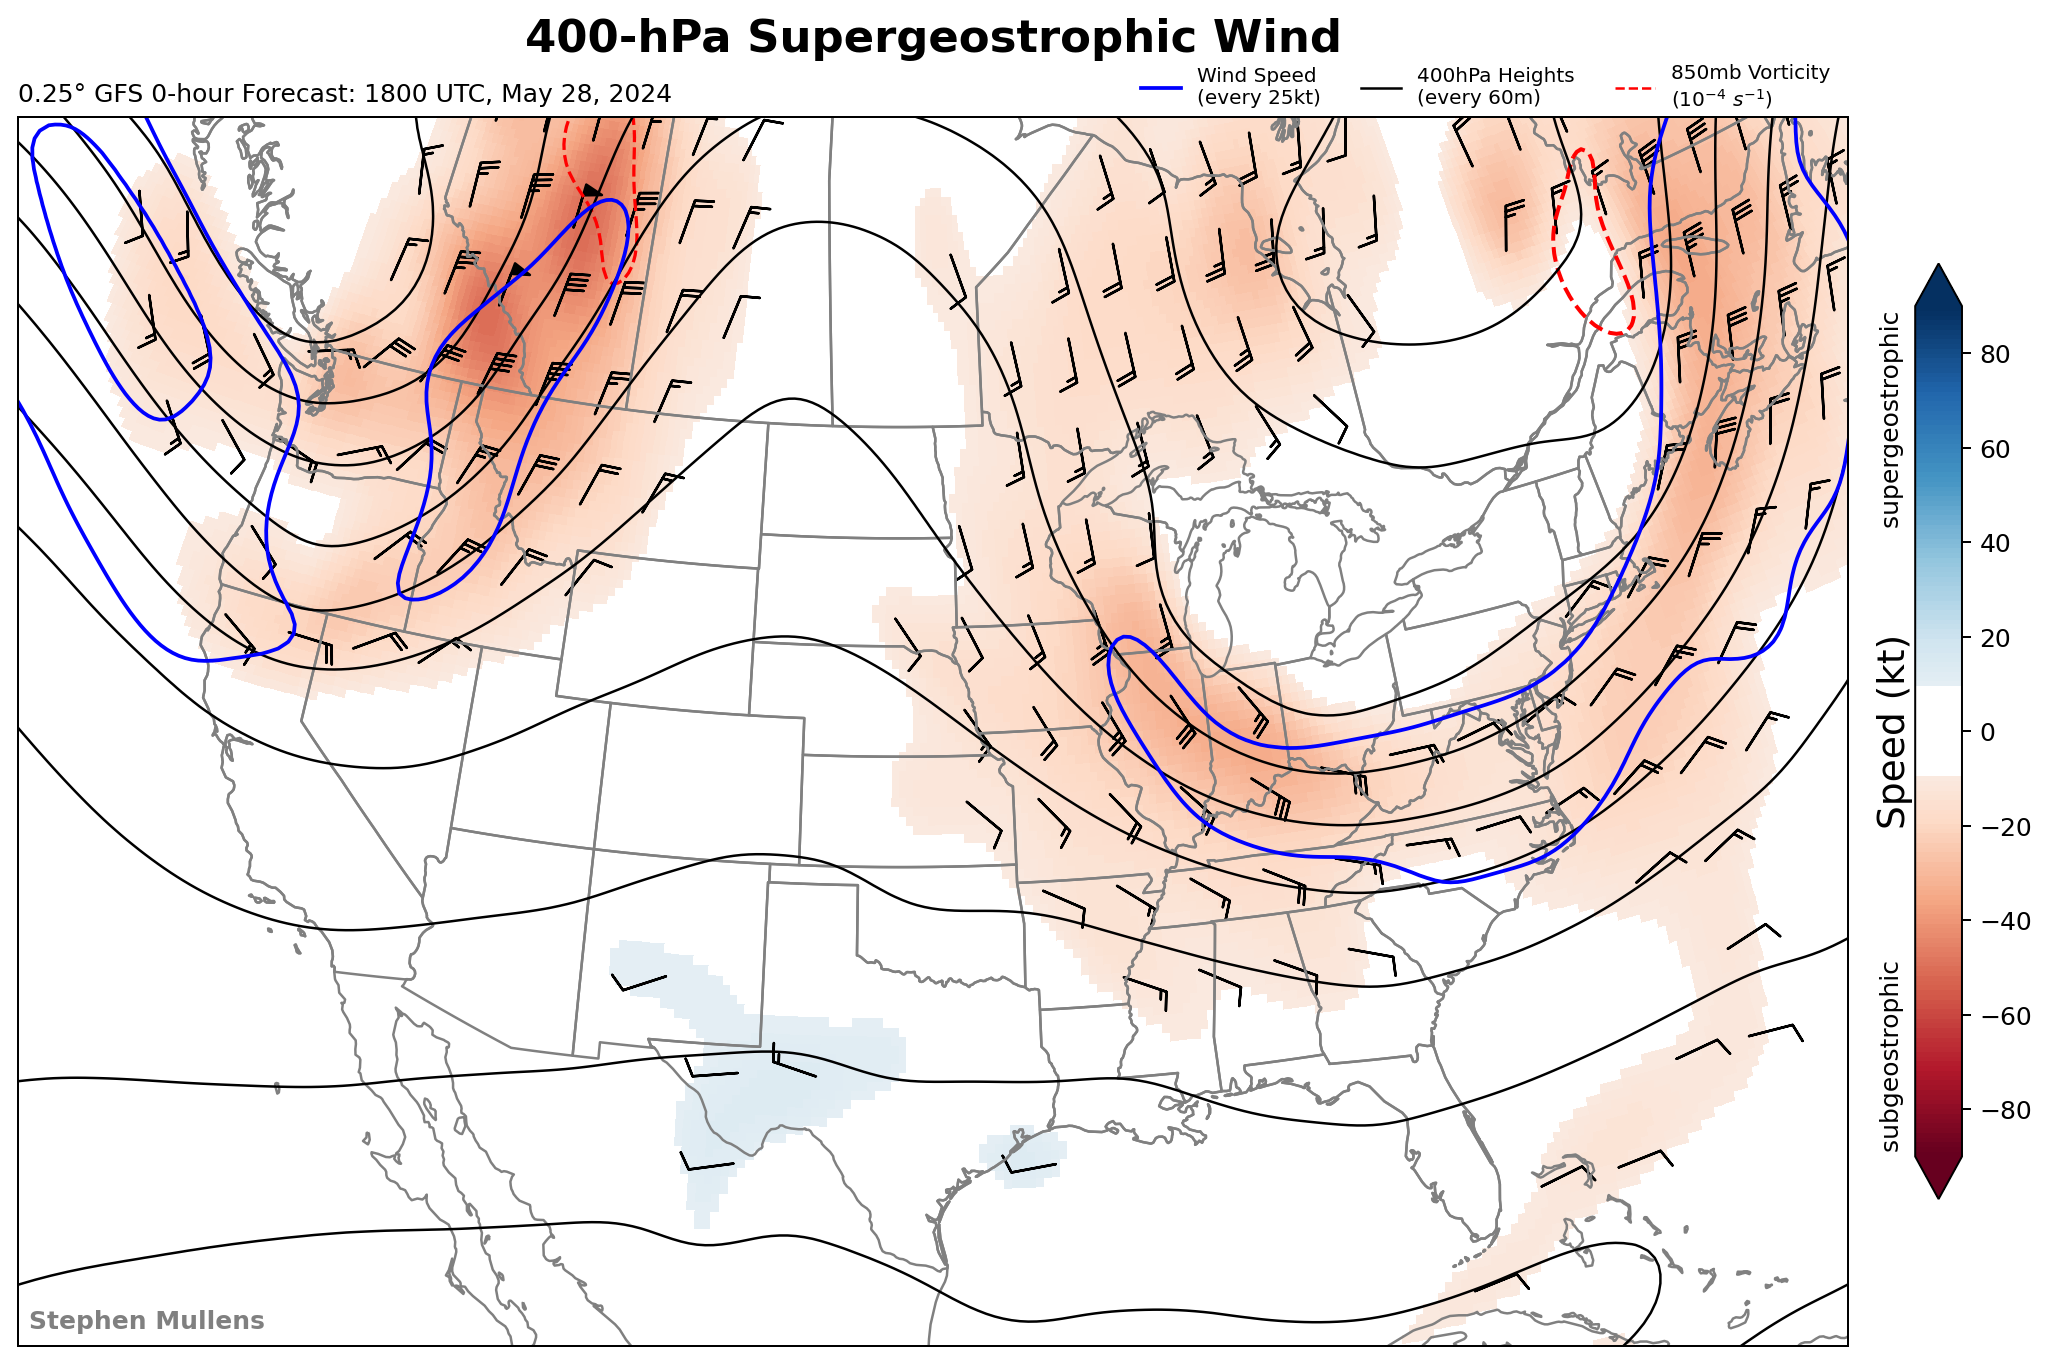 400-hPa Supergeostrophic Wind
0.25° GFS 0-hour Forecast: 1800 UTC, May 28, 2024
Wind Speed
(every 25kt)
400hPa Heights
(every 60m)
850mb Vorticity
(10⁻⁴ s⁻¹)
supergeostrophic
Speed (kt)
subgeostrophic
80
60
40
20
0
−20
−40
−60
−80
Stephen Mullens